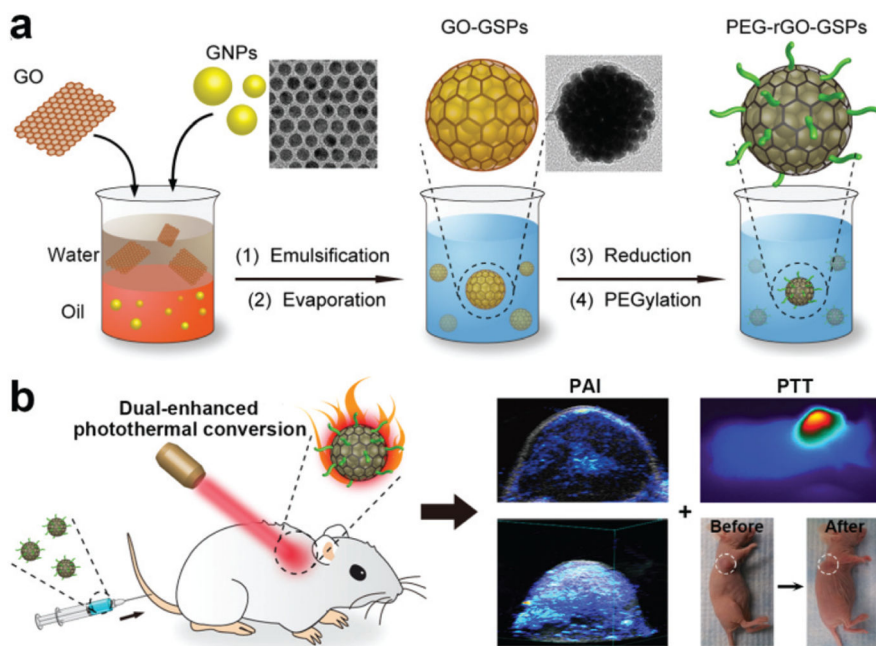 a
GO
GNPs
GO-GSPs
PEG-rGO-GSPs
Water
Oil
(1) Emulsification
(2) Evaporation
(3) Reduction
(4) PEGylation
b
Dual-enhanced
photothermal conversion
PAI
PTT
+
Before
After